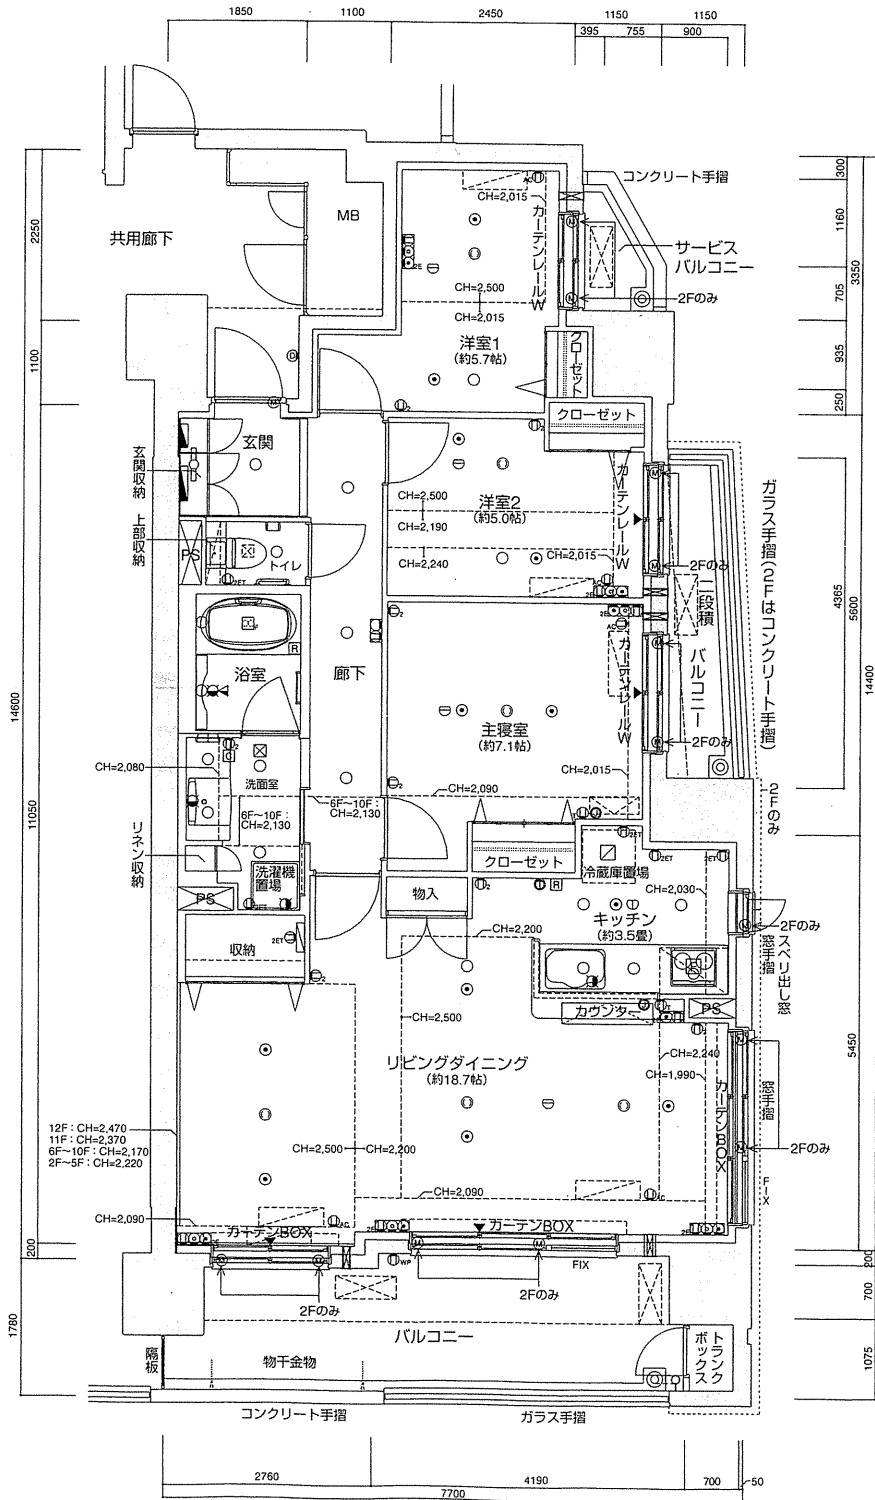 1850
1100
2450
1150
1150
395
755
900
コンクリート手摺
300
1160
3350
705
935
250
2250
1100
共用廊下
MB
AC
CH=2,015
カーテンレールW
サービス
バルコニー
2Fのみ
2E
CH=2,500
CH=2,015
洋室1
(約5.7帖)
クローゼット
D
M
2
玄関
玄関収納
クローゼット
2
洋室2
(約5.0帖)
CH=2,500
CH=2,190
CH=2,240
CH=2,015
カーテンレールW
2Fのみ
二段積
バルコニー
ガラス手摺(2Fはコンクリート手摺)
4365
5600
14400
14600
上部収納
PS
トイレ
2ET
浴室
R
廊下
主寝室
(約7.1帖)
カーテンレールW
AC
2Fのみ
CH=2,015
CH=2,090
CH=2,080
洗面室
6F~10F:
CH=2,130
6F~10F:
CH=2,130
2Fのみ
11050
リネン収納
洗濯機
置場
2ET
PS
クローゼット
冷蔵庫置場
2ET
2ET
2ET
物入
R
キッチン
(約3.5畳)
CH=2,030
2Fのみ
窓手摺
スベリ出し窓
収納
2ET
CH=2,200
CH=2,500
カウンター
PS
リビングダイニング
(約18.7帖)
CH=2,240
CH=1,990
カーテンBOX
窓手摺
2Fのみ
FIX
5450
12F:CH=2,470
11F:CH=2,370
6F~10F:CH=2,170
2F~5F:CH=2,220
CH=2,500
CH=2,200
CH=2,090
CH=2,090
AC
AC
カーテンBOX
カーテンBOX
WP
FIX
2Fのみ
2Fのみ
200
1780
200
700
1075
バルコニー
隔板
物干金物
トランク
ボックス
コンクリート手摺
ガラス手摺
2760
4190
700
50
7700